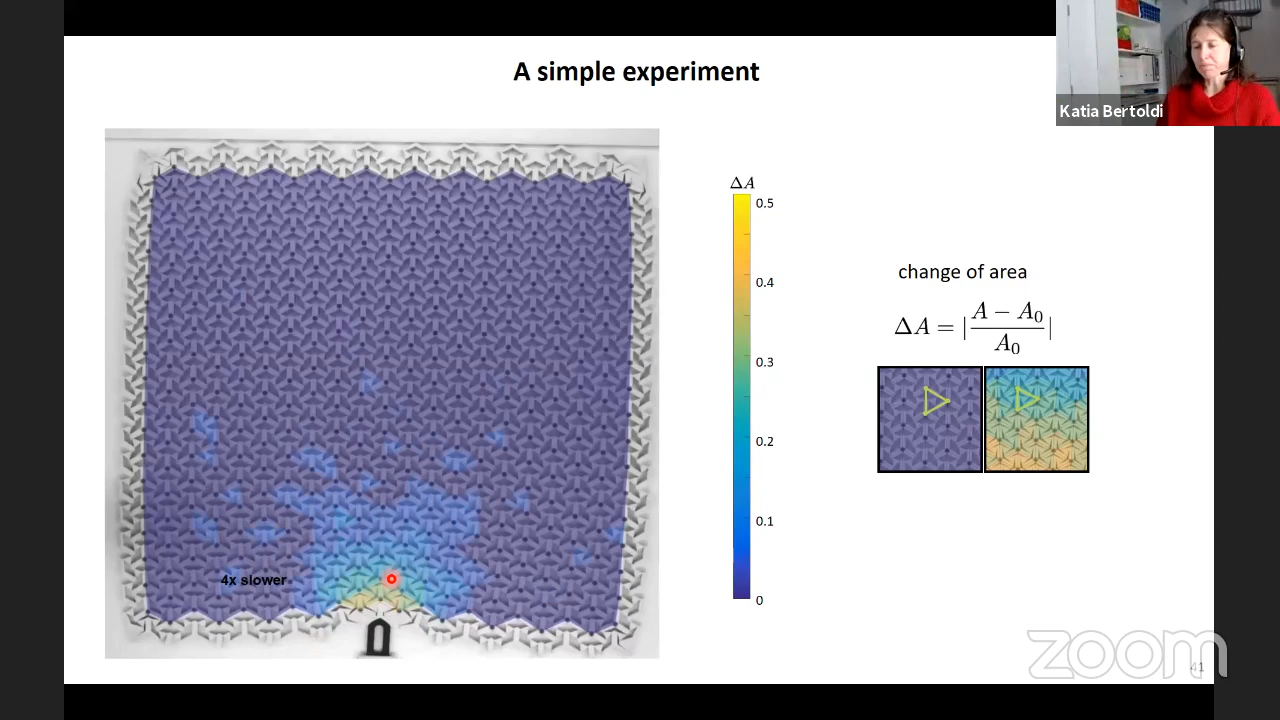 A simple experiment
Katia Bertoldi
ΔA
0.5
0.4
0.3
0.2
0.1
0
change of area
ΔA = |(A − A₀)/A₀|
4x slower
zoom
41